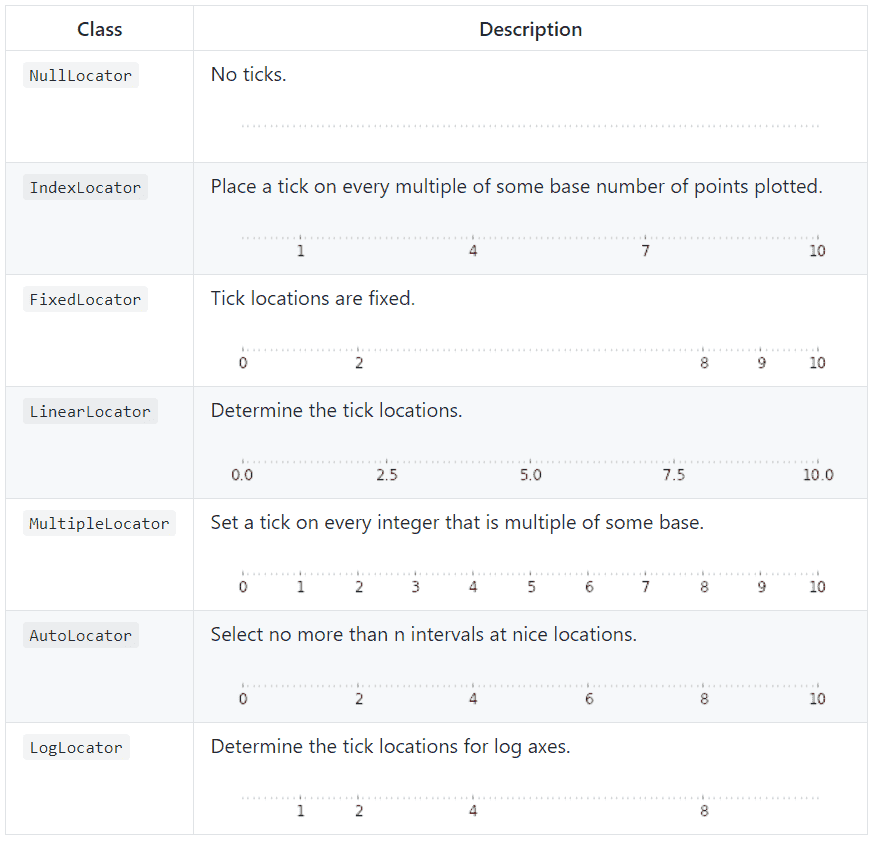 Class Description
NullLocator No ticks.
IndexLocator Place a tick on every multiple of some base number of points plotted.
1 4 7 10
FixedLocator Tick locations are fixed.
0 2 8 9 10
LinearLocator Determine the tick locations.
0.0 2.5 5.0 7.5 10.0
MultipleLocator Set a tick on every integer that is multiple of some base.
0 1 2 3 4 5 6 7 8 9 10
AutoLocator Select no more than n intervals at nice locations.
0 2 4 6 8 10
LogLocator Determine the tick locations for log axes.
1 2 4 8